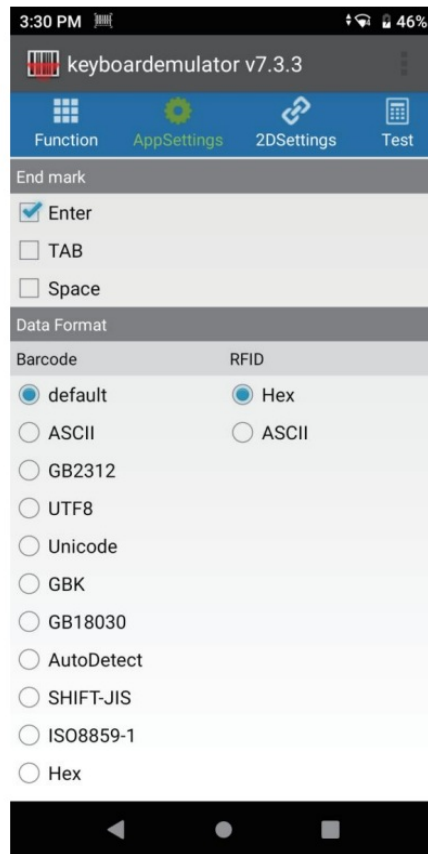 3:30 PM 46%
keyboardemulator v7.3.3
Function AppSettings 2DSettings Test
End mark
Enter
TAB
Space
Data Format
Barcode RFID
default Hex
ASCII ASCII
GB2312
UTF8
Unicode
GBK
GB18030
AutoDetect
SHIFT-JIS
ISO8859-1
Hex